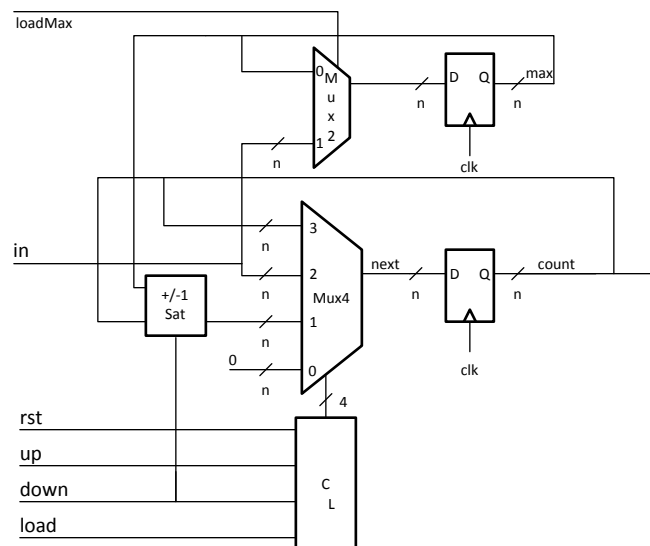 loadMax
0
M
u
x
2
1
n
n
D Q
max
n
clk
in
3
n
2
n
Mux4
1
n
0
0
n
next
n
D Q
count
n
clk
+/-1
Sat
4
rst
up
down
load
C
L